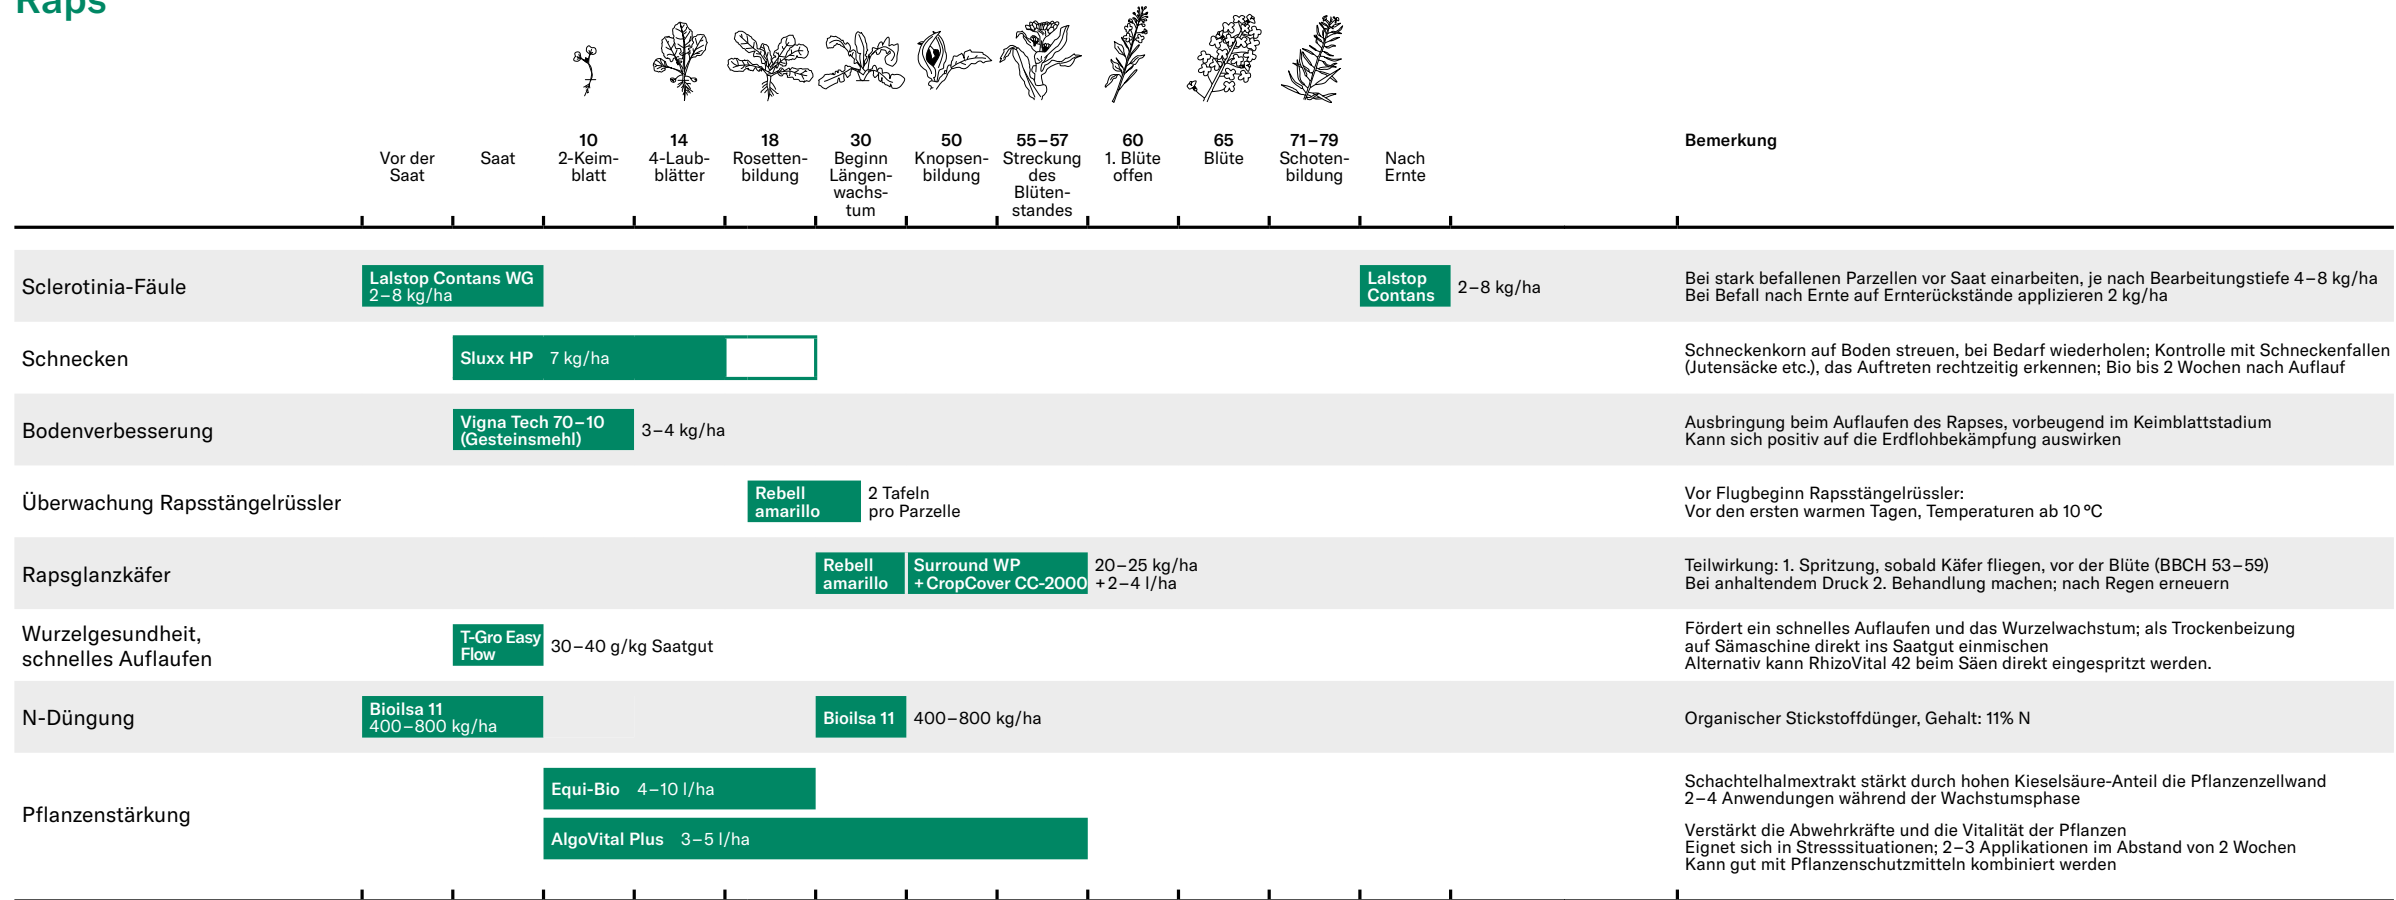 Raps
Bemerkung
Vor der
Saat
Saat
10
2-Keim-
blatt
14
4-Laub-
blätter
18
Rosetten-
bildung
30
Beginn
Längen-
wachs-
tum
50
Knopsen-
bildung
55–57
Streckung
des
Blüten-
standes
60
1. Blüte
offen
65
Blüte
71–79
Schoten-
bildung
Nach
Ernte
Sclerotinia-Fäule
Lalstop Contans WG
2–8 kg/ha
Lalstop
Contans
2–8 kg/ha
Bei stark befallenen Parzellen vor Saat einarbeiten, je nach Bearbeitungstiefe 4–8 kg/ha
Bei Befall nach Ernte auf Ernterückstände applizieren 2 kg/ha
Schnecken
Sluxx HP 7 kg/ha
Schneckenkorn auf Boden streuen, bei Bedarf wiederholen; Kontrolle mit Schneckenfallen
(Jutensäcke etc.), das Auftreten rechtzeitig erkennen; Bio bis 2 Wochen nach Auflauf
Bodenverbesserung
Vigna Tech 70–10
(Gesteinsmehl)
3–4 kg/ha
Ausbringung beim Auflaufen des Rapses, vorbeugend im Keimblattstadium
Kann sich positiv auf die Erdflohbekämpfung auswirken
Überwachung Rapsstängelrüssler
Rebell
amarillo
2 Tafeln
pro Parzelle
Vor Flugbeginn Rapsstängelrüssler:
Vor den ersten warmen Tagen, Temperaturen ab 10 °C
Rapsglanzkäfer
Rebell
amarillo
Surround WP
+ CropCover CC-2000
20–25 kg/ha
+ 2–4 l/ha
Teilwirkung: 1. Spritzung, sobald Käfer fliegen, vor der Blüte (BBCH 53–59)
Bei anhaltendem Druck 2. Behandlung machen; nach Regen erneuern
Wurzelgesundheit,
schnelles Auflaufen
T-Gro Easy
Flow
30–40 g/kg Saatgut
Fördert ein schnelles Auflaufen und das Wurzelwachstum; als Trockenbeizung
auf Sämaschine direkt ins Saatgut einmischen
Alternativ kann RhizoVital 42 beim Säen direkt eingespritzt werden.
N-Düngung
Bioilsa 11
400–800 kg/ha
Bioilsa 11
400–800 kg/ha
Organischer Stickstoffdünger, Gehalt: 11% N
Pflanzenstärkung
Equi-Bio 4–10 l/ha
Schachtelhalmextrakt stärkt durch hohen Kieselsäure-Anteil die Pflanzenzellwand
2–4 Anwendungen während der Wachstumsphase
AlgoVital Plus 3–5 l/ha
Verstärkt die Abwehrkräfte und die Vitalität der Pflanzen
Eignet sich in Stresssituationen; 2–3 Applikationen im Abstand von 2 Wochen
Kann gut mit Pflanzenschutzmitteln kombiniert werden